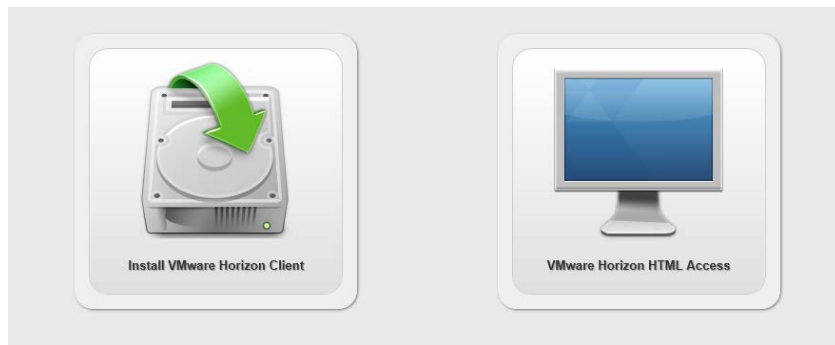 Install VMware Horizon Client
VMware Horizon HTML Access